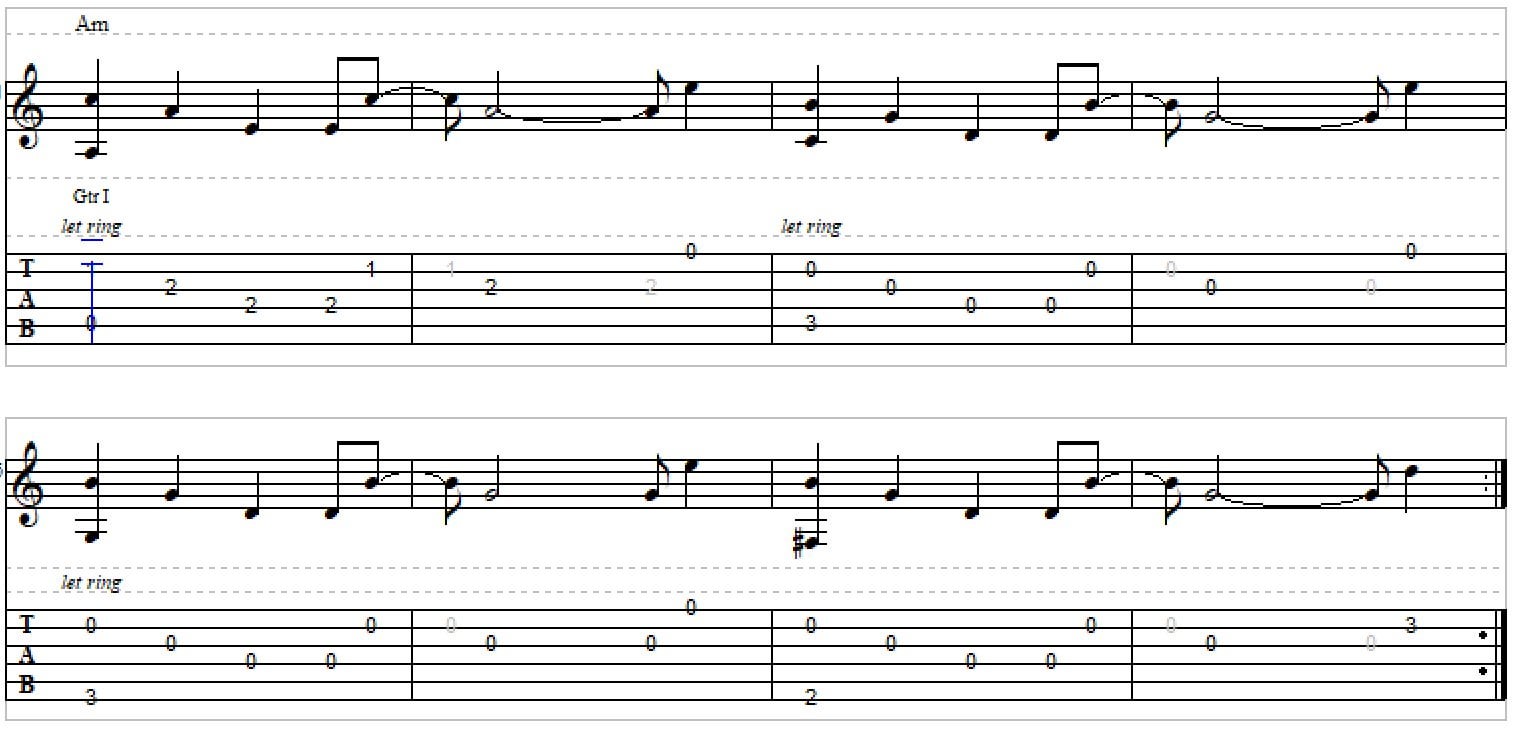 Am
Gtr I
let ring let ring
0 0
T 1 1 1 0 0 0
2 2 2 0 0 0
A 2 2 0 0
B 0 3
let ring
0
T 0 0 0 0 0 0 3
0 0 0 0 0 0
A 0 0 0 0
B
3 2